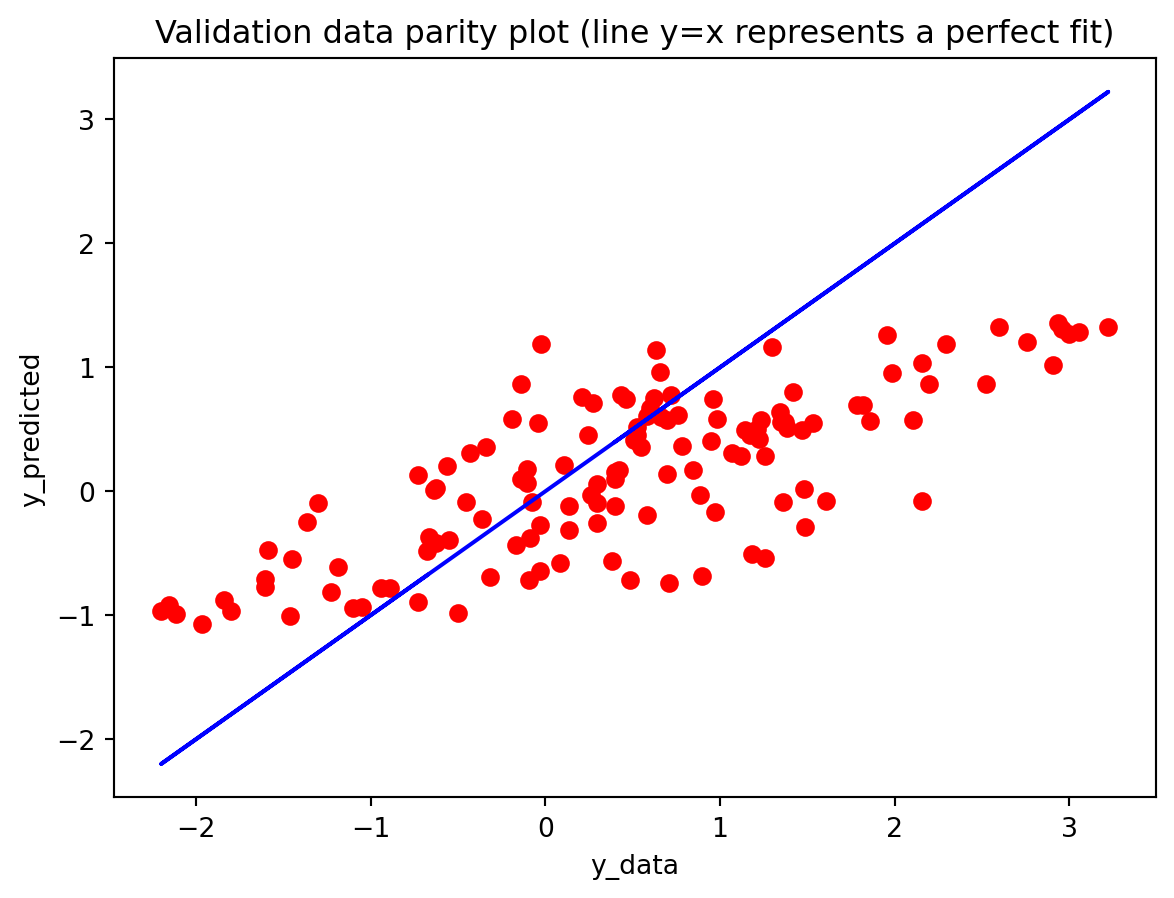 Validation data parity plot (line y=x represents a perfect fit)
3
2
1
0
−1
−2
y_predicted
−2 −1 0 1 2 3
y_data